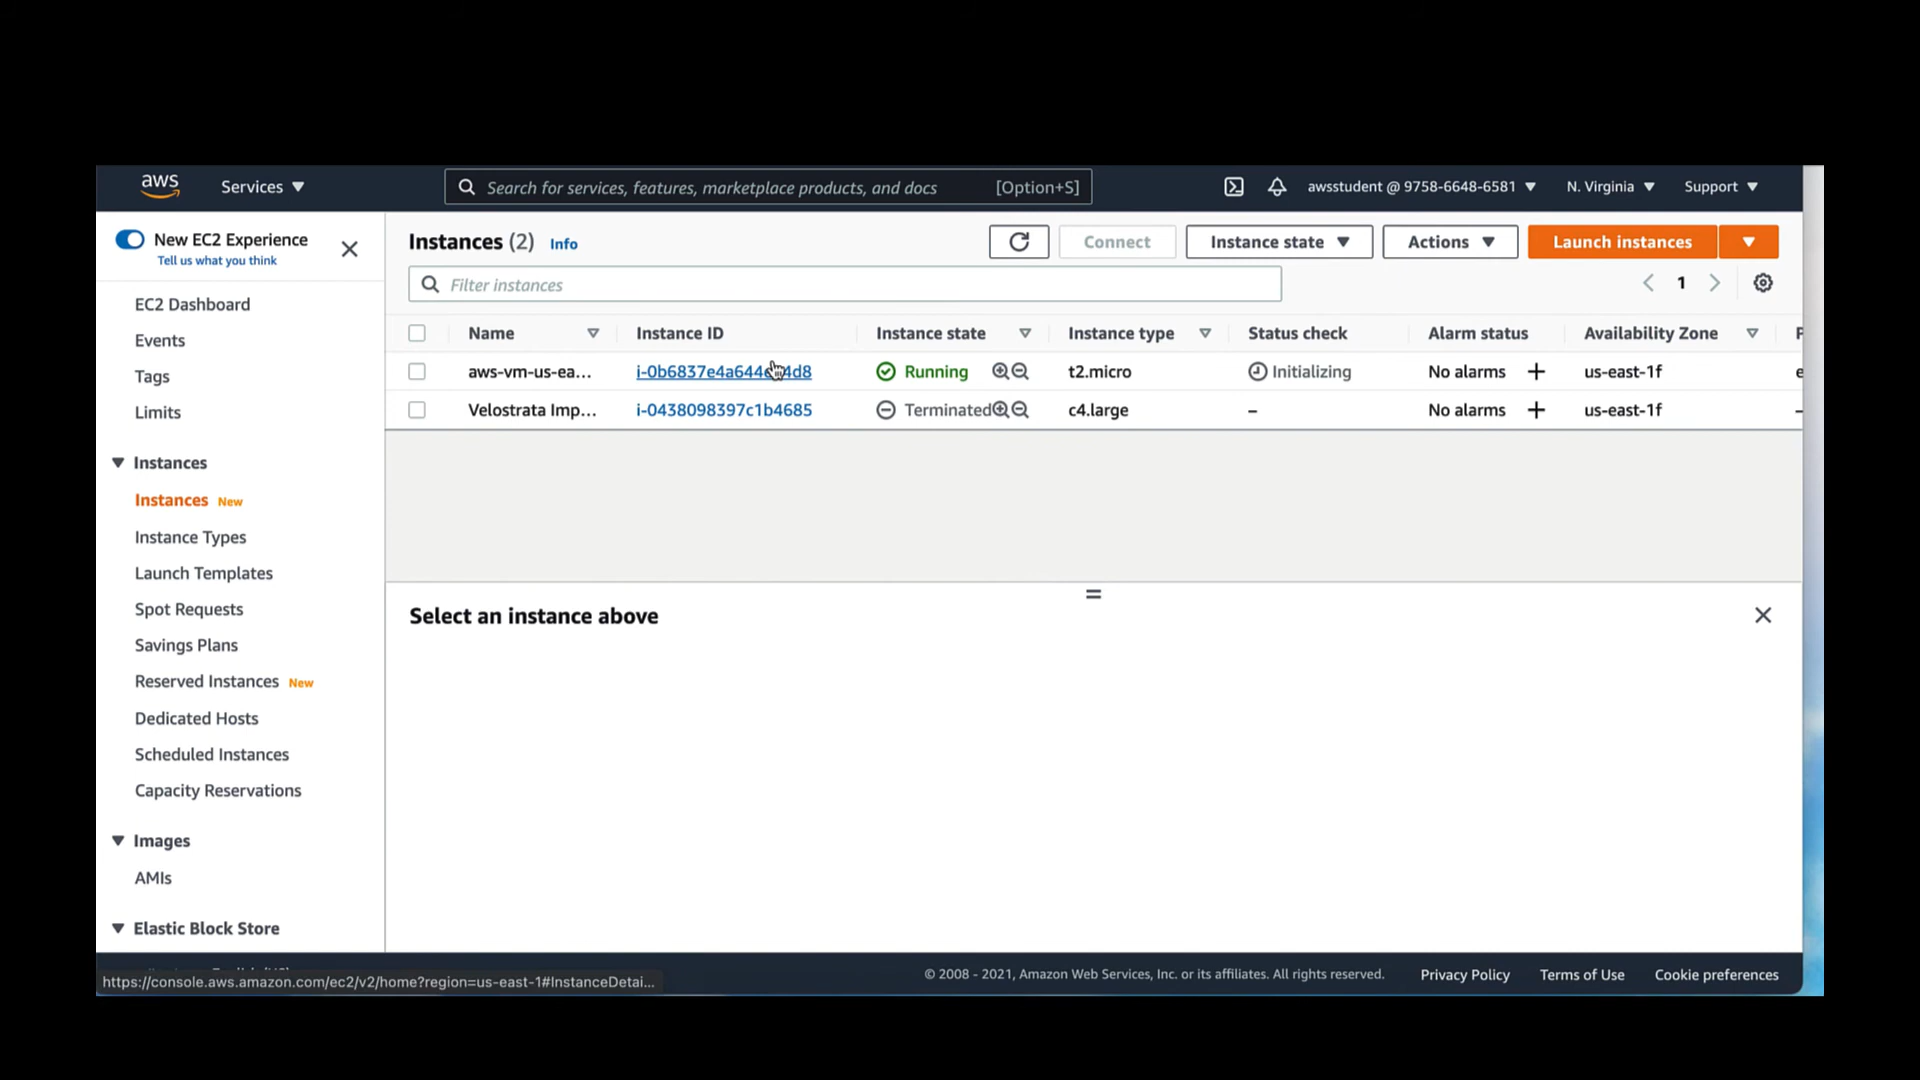 aws Services Search for services, features, marketplace products, and docs [Option+S] awsstudent @ 9758-6648-6581 N. Virginia Support
New EC2 Experience
Tell us what you think
EC2 Dashboard
Events
Tags
Limits
Instances
Instances New
Instance Types
Launch Templates
Spot Requests
Savings Plans
Reserved Instances New
Dedicated Hosts
Scheduled Instances
Capacity Reservations
Images
AMIs
Elastic Block Store
Instances (2) Info Connect Instance state Actions Launch instances
Filter instances 1
Name Instance ID Instance state Instance type Status check Alarm status Availability Zone
aws-vm-us-ea... Running t2.micro Initializing No alarms + us-east-1f
Velostrata Imp... i-0438098397c1b4685 Terminated c4.large – No alarms + us-east-1f
Select an instance above
https://console.aws.amazon.com/ec2/v2/home?region=us-east-1#InstanceDetai...
© 2008 - 2021, Amazon Web Services, Inc. or its affiliates. All rights reserved. Privacy Policy Terms of Use Cookie preferences